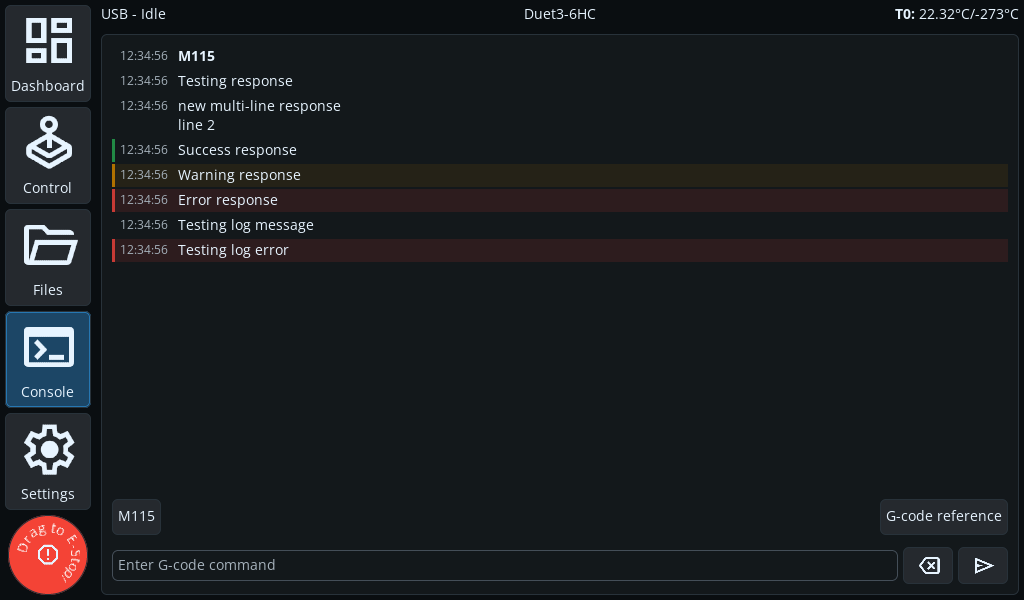 USB - Idle
Duet3-6HC
T0: 22.32°C/-273°C
Dashboard
Control
Files
Console
Settings
Drag to E-Stop!
12:34:56 M115
12:34:56 Testing response
12:34:56 new multi-line response
line 2
12:34:56 Success response
12:34:56 Warning response
12:34:56 Error response
12:34:56 Testing log message
12:34:56 Testing log error
M115
G-code reference
Enter G-code command